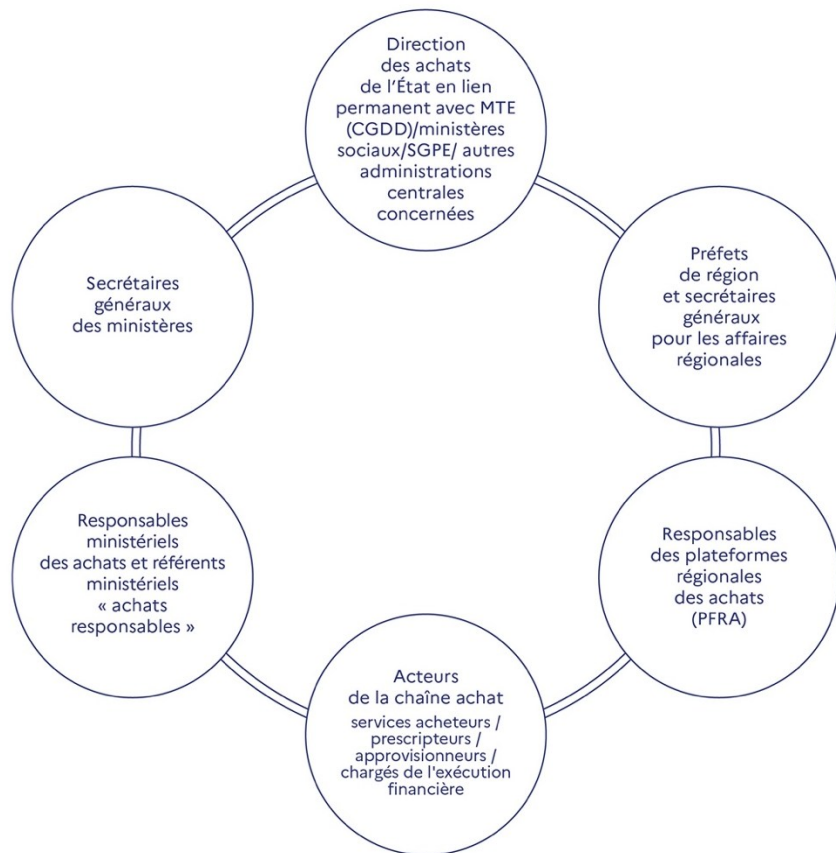 Direction
des achats
de l'État en lien
permanent avec MTE
(CGDD)/ministères
sociaux/SGPE/ autres
administrations
centrales
concernées
Secrétaires
généraux
des ministères
Préfets
de région
et secrétaires
généraux
pour les affaires
régionales
Responsables
ministériels
des achats et référents
ministériels
« achats
responsables »
Responsables
des plateformes
régionales
des achats
(PFRA)
Acteurs
de la chaîne achat
services acheteurs /
prescripteurs /
approvisionneurs /
chargés de l'exécution
financière